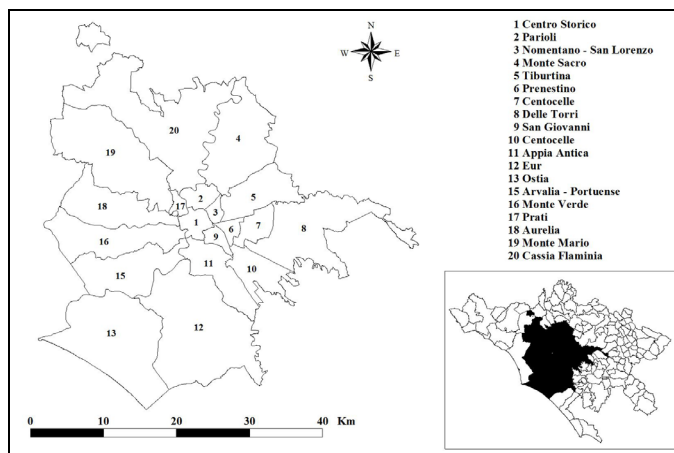 N
W E
S
1 Centro Storico
2 Parioli
3 Nomentano - San Lorenzo
4 Monte Sacro
5 Tiburtina
6 Prenestino
7 Centocelle
8 Delle Torri
9 San Giovanni
10 Centocelle
11 Appia Antica
12 Eur
13 Ostia
15 Arvalia - Portuense
16 Monte Verde
17 Prati
18 Aurelia
19 Monte Mario
20 Cassia Flaminia
20
4
19
2
5
18
17
3
1
6
7
8
9
16
11
10
15
13
12
0 10 20 30 40 Km